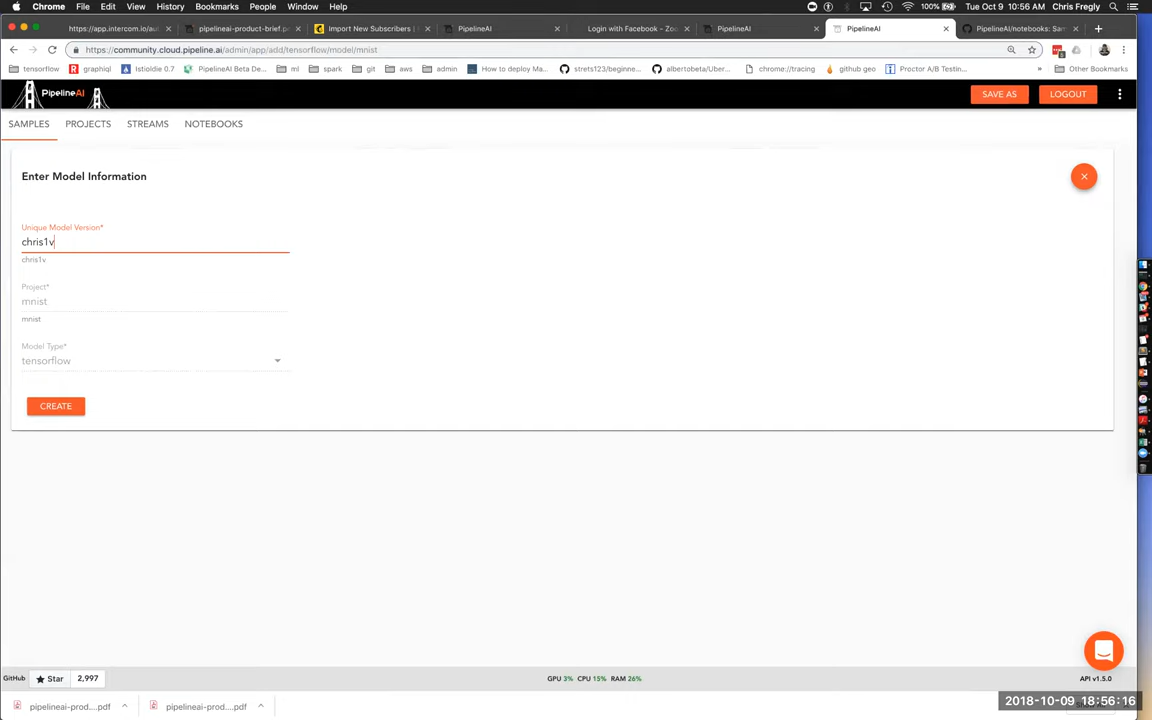 Chrome File Edit View History Bookmarks People Window Help 100% Tue Oct 9 10:56 AM Chris Fregly
https://app.intercom.io/a pipelineai-product-brief.p Import New Subscribers | PipelineAI Login with Facebook – Zo PipelineAI PipelineAI PipelineAI/notebooks: Sam
https://community.cloud.pipeline.ai/admin/app/add/tensorflow/model/mnist
tensorflow graphiql Istioldie 0.7 PipelineAI Beta De... ml spark git aws admin How to deploy Ma... strets123/beginne... albertobeta/Uber... chrome://tracing github geo Proctor A/B Testin... » Other Bookmarks
PipelineAI SAVE AS LOGOUT
SAMPLES PROJECTS STREAMS NOTEBOOKS
Enter Model Information
Unique Model Version*
chris1v
chris1v
Project*
mnist
mnist
Model Type*
tensorflow
CREATE
GitHub Star 2,997 GPU 3% CPU 15% RAM 26% API v1.5.0
pipelineai-prod....pdf pipelineai-prod....pdf
2018-10-09 18:56:16